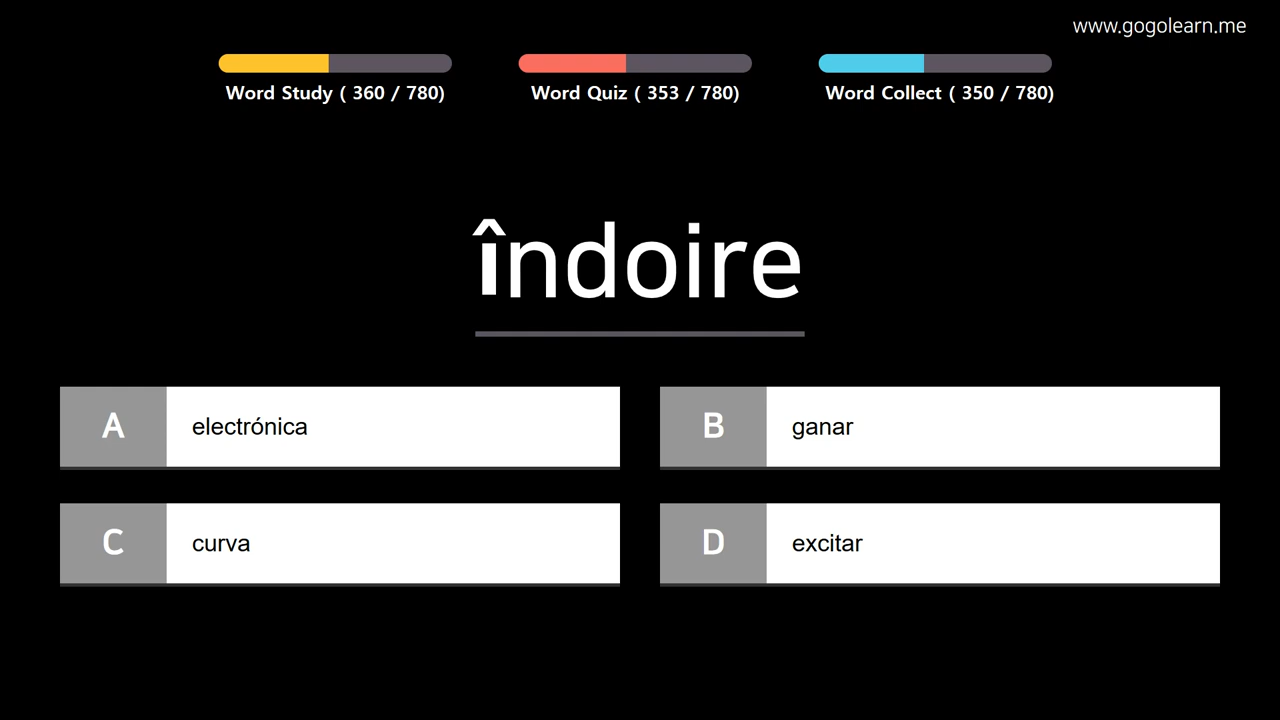 www.gogolearn.me
Word Study ( 360 / 780)
Word Quiz ( 353 / 780)
Word Collect ( 350 / 780)
îndoire
A electrónica
B ganar
C curva
D excitar